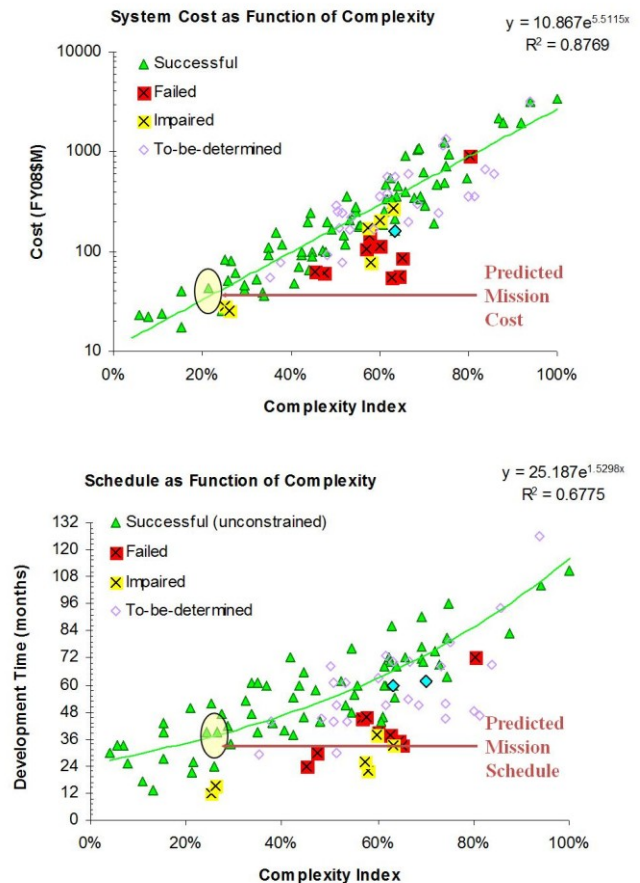 System Cost as Function of Complexity
y = 10.867e^5.5115x
R² = 0.8769
10000
1000
100
10
Cost (FY08$M)
Successful
Failed
Impaired
To-be-determined
Predicted
Mission
Cost
0%
20%
40%
60%
80%
100%
Complexity Index
Schedule as Function of Complexity
y = 25.187e^1.5298x
R² = 0.6775
132
120
108
96
84
72
60
48
36
24
12
0
Development Time (months)
Successful (unconstrained)
Failed
Impaired
To-be-determined
Predicted
Mission
Schedule
0%
20%
40%
60%
80%
100%
Complexity Index